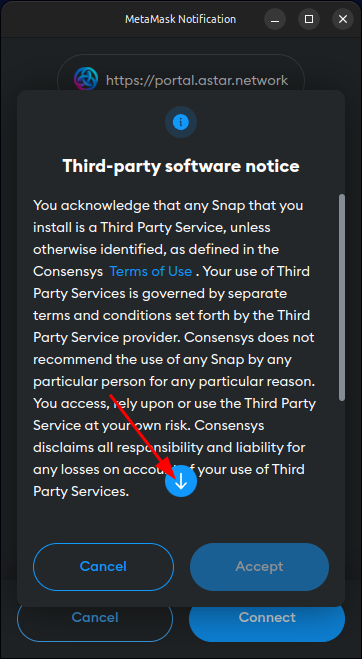 MetaMask Notification
https://portal.astar.network
Third-party software notice
You acknowledge that any Snap that you
install is a Third Party Service, unless
otherwise identified, as defined in the
Consensys Terms of Use . Your use of Third
Party Services is governed by separate
terms and conditions set forth by the Third
Party Service provider. Consensys does not
recommend the use of any Snap by any
particular person for any particular reason.
You access, rely upon or use the Third Party
Service at your own risk. Consensys
disclaims all responsibility and liability for
any losses on account of your use of Third
Party Services.
Cancel
Accept
Cancel
Connect